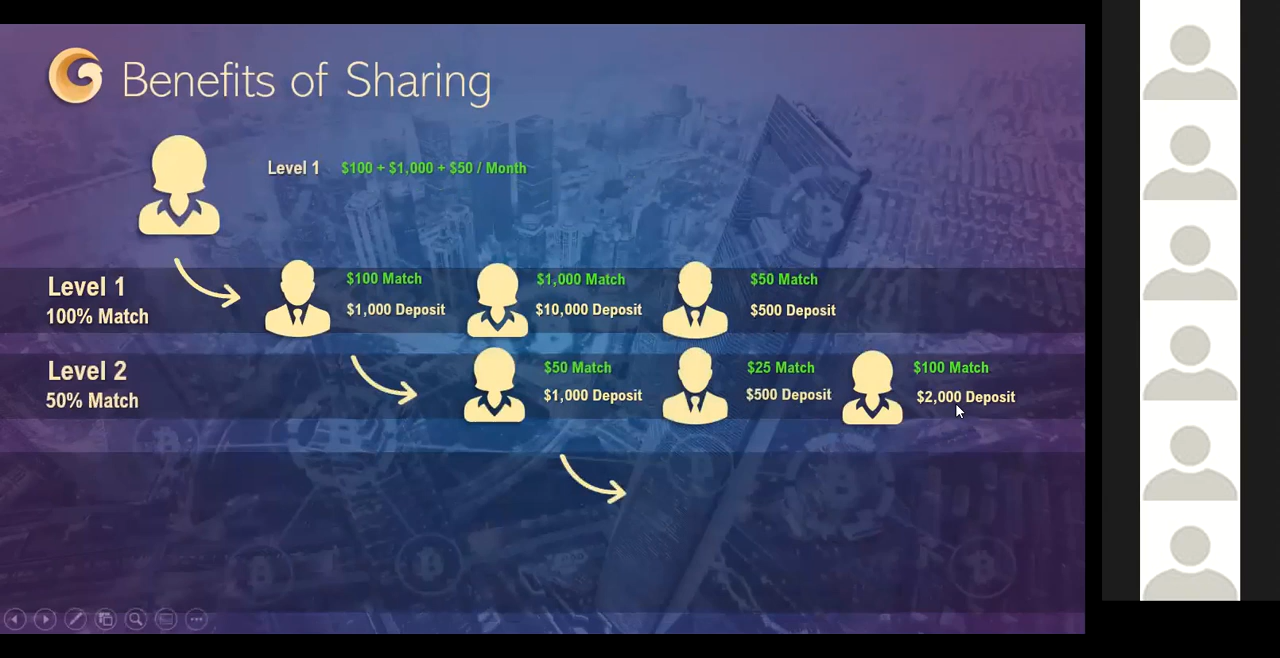 Benefits of Sharing
Level 1 $100 + $1,000 + $50 / Month
Level 1
100% Match
$100 Match
$1,000 Deposit
$1,000 Match
$10,000 Deposit
$50 Match
$500 Deposit
Level 2
50% Match
$50 Match
$1,000 Deposit
$25 Match
$500 Deposit
$100 Match
$2,000 Deposit